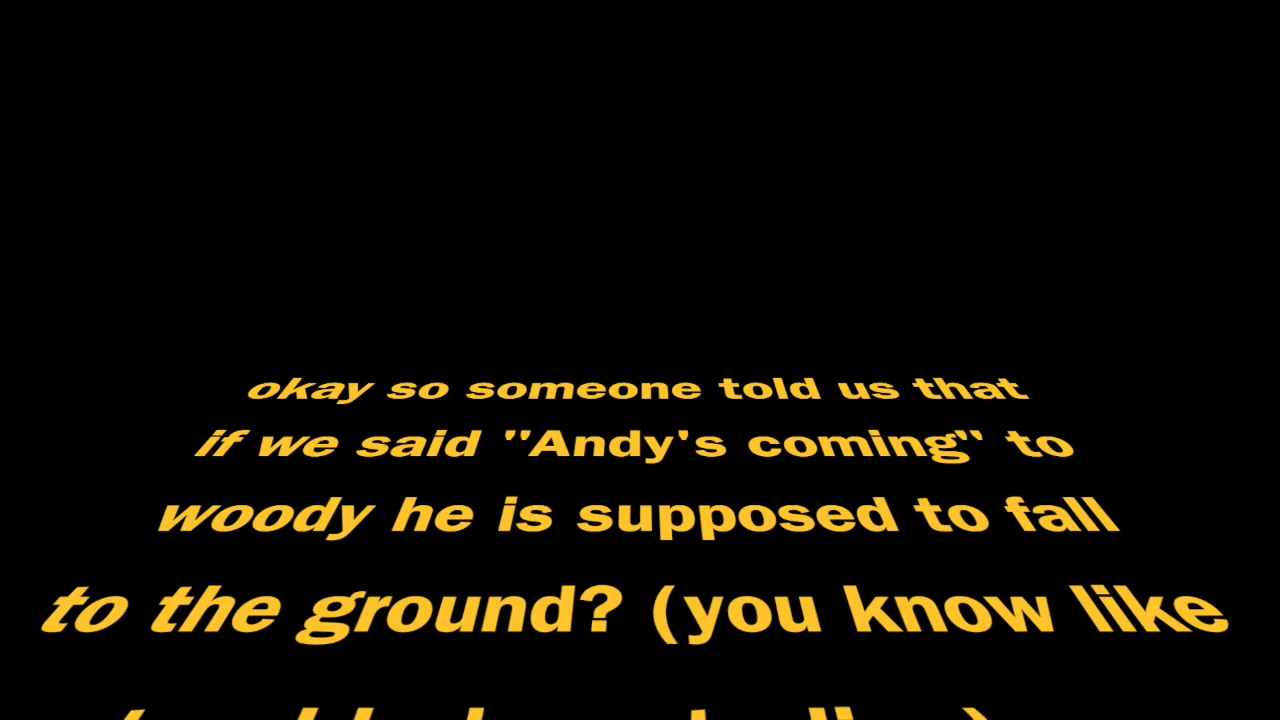 okay so someone told us that
if we said "Andy's coming" to
woody he is supposed to fall
to the ground? (you know like